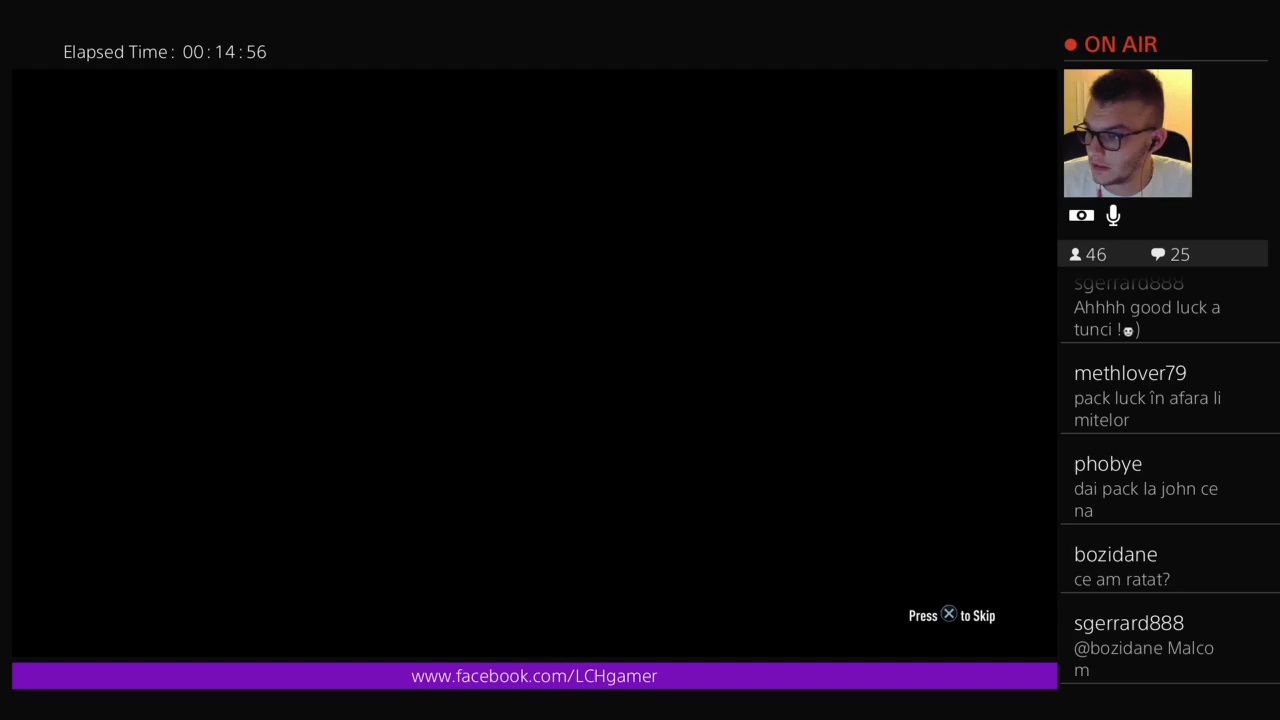 Elapsed Time: 00:14:56
ON AIR
46 25
sgerrard888
Ahhhh good luck a
tunci ! )
methlover79
pack luck în afara li
mitelor
phobye
dai pack la john ce
na
bozidane
ce am ratat?
sgerrard888
@bozidane Malco
m
Press to Skip
www.facebook.com/LCHgamer